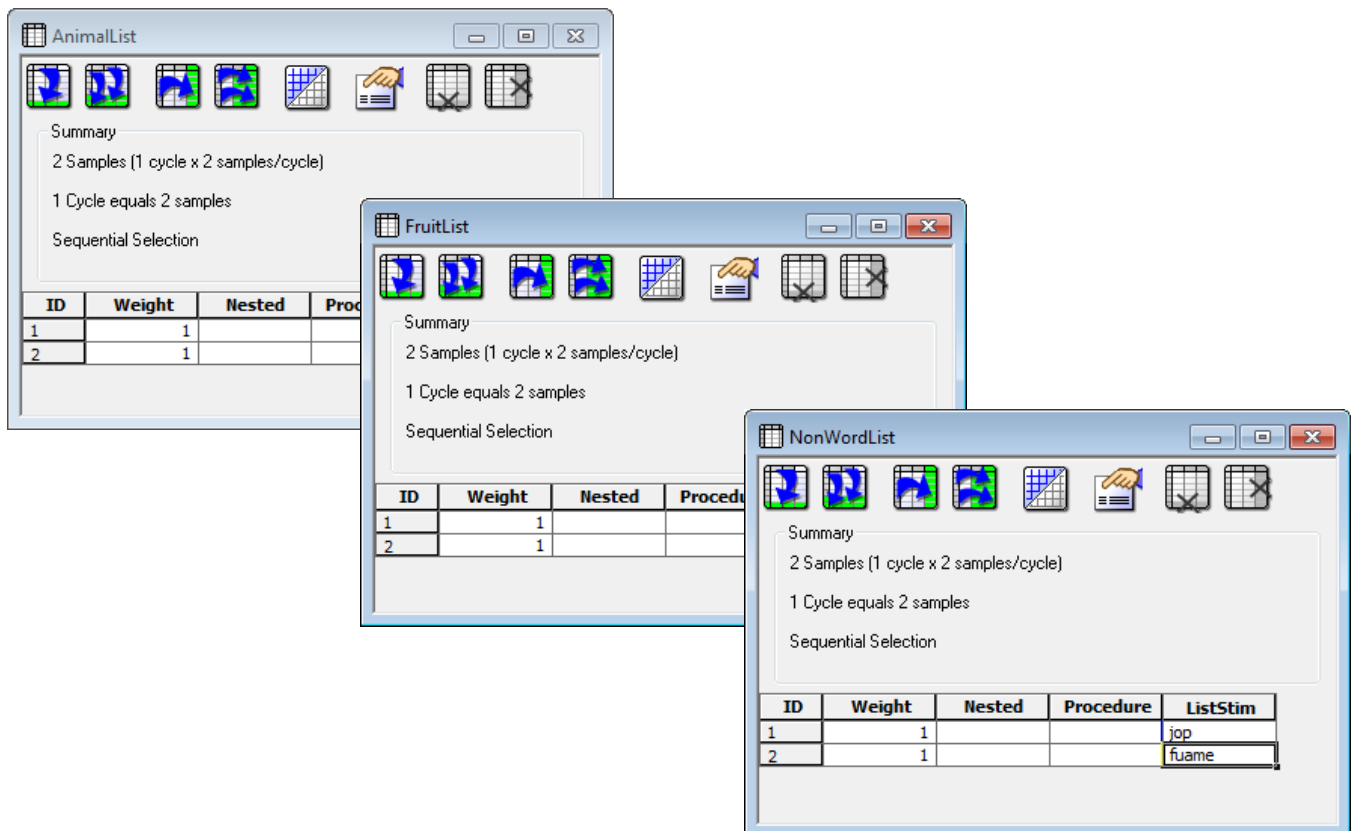 AnimalList
Summary
2 Samples (1 cycle x 2 samples/cycle)
1 Cycle equals 2 samples
Sequential Selection
ID Weight Nested Proc
1 1
2 1
FruitList
Summary
2 Samples (1 cycle x 2 samples/cycle)
1 Cycle equals 2 samples
Sequential Selection
ID Weight Nested Procedu
1 1
2 1
NonWordList
Summary
2 Samples (1 cycle x 2 samples/cycle)
1 Cycle equals 2 samples
Sequential Selection
ID Weight Nested Procedure ListStim
1 1 jop
2 1 fuame